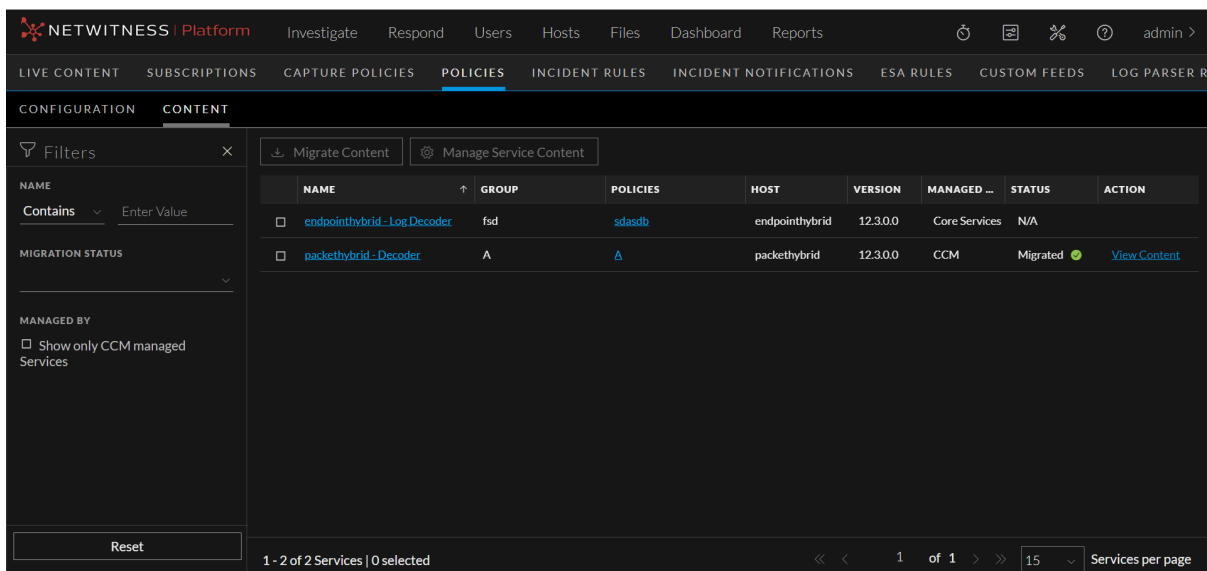 NETWITNESS | Platform Investigate Respond Users Hosts Files Dashboard Reports admin >
LIVE CONTENT SUBSCRIPTIONS CAPTURE POLICIES POLICIES INCIDENT RULES INCIDENT NOTIFICATIONS ESA RULES CUSTOM FEEDS LOG PARSER R
CONFIGURATION CONTENT
Filters ×
Migrate Content Manage Service Content
NAME
Contains Enter Value
MIGRATION STATUS
MANAGED BY
Show only CCM managed
Services
Reset
NAME ↑ GROUP POLICIES HOST VERSION MANAGED ... STATUS ACTION
endpointhybrid - Log Decoder fsd sdasdb endpointhybrid 12.3.0.0 Core Services N/A
packethybrid - Decoder A A packethybrid 12.3.0.0 CCM Migrated View Content
1 - 2 of 2 Services | 0 selected << < 1 of 1 > >> 15 Services per page